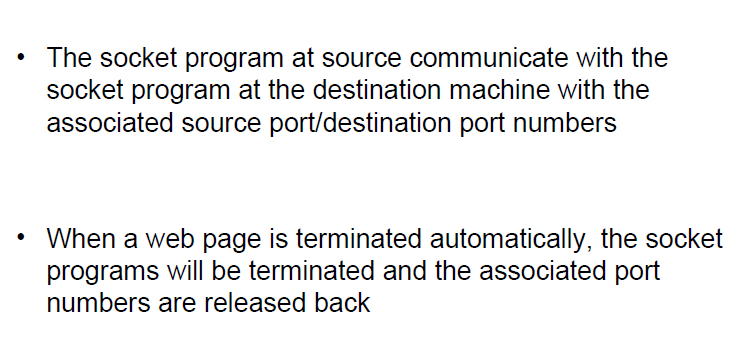 • The socket program at source communicate with the
socket program at the destination machine with the
associated source port/destination port numbers
• When a web page is terminated automatically, the socket
programs will be terminated and the associated port
numbers are released back